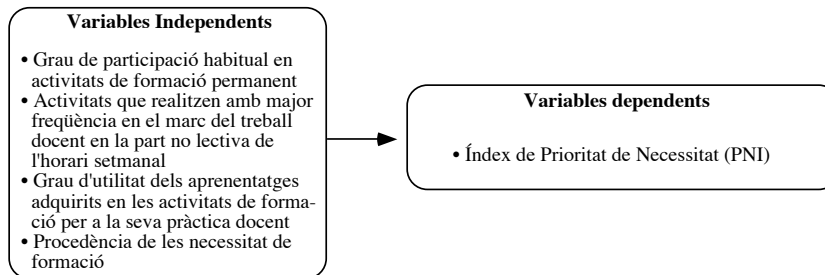 Variables Independents
• Grau de participació habitual en
activitats de formació permanent
• Activitats que realitzen amb major
freqüència en el marc del treball
docent en la part no lectiva de
l'horari setmanal
• Grau d'utilitat dels aprenentatges
adquirits en les activitats de forma-
ció per a la seva pràctica docent
• Procedència de les necessitat de
formació
Variables dependents
• Índex de Prioritat de Necessitat (PNI)